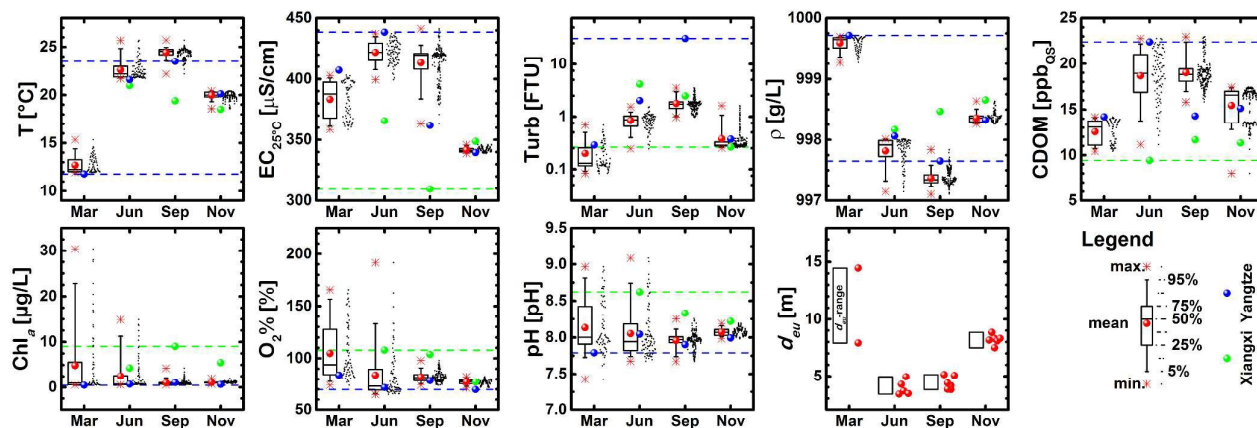 T [°C]
25
20
15
10
Mar Jun Sep Nov
EC25°C [µS/cm]
450
400
350
300
Mar Jun Sep Nov
Turb [FTU]
10
1
0.1
Mar Jun Sep Nov
ρ [g/L]
1000
999
998
997
Mar Jun Sep Nov
CDOM [ppbQS]
25
20
15
10
5
0
Mar Jun Sep Nov
Chla [µg/L]
30
20
10
0
Mar Jun Sep Nov
O2% [%]
200
150
100
50
Mar Jun Sep Nov
pH [pH]
9.5
9.0
8.5
8.0
7.5
7.0
Mar Jun Sep Nov
deu [m]
15
10
5
deu-range
Mar Jun Sep Nov
Legend
max.
95%
75%
mean
50%
25%
5%
min.
Yangtze
Xiangxi